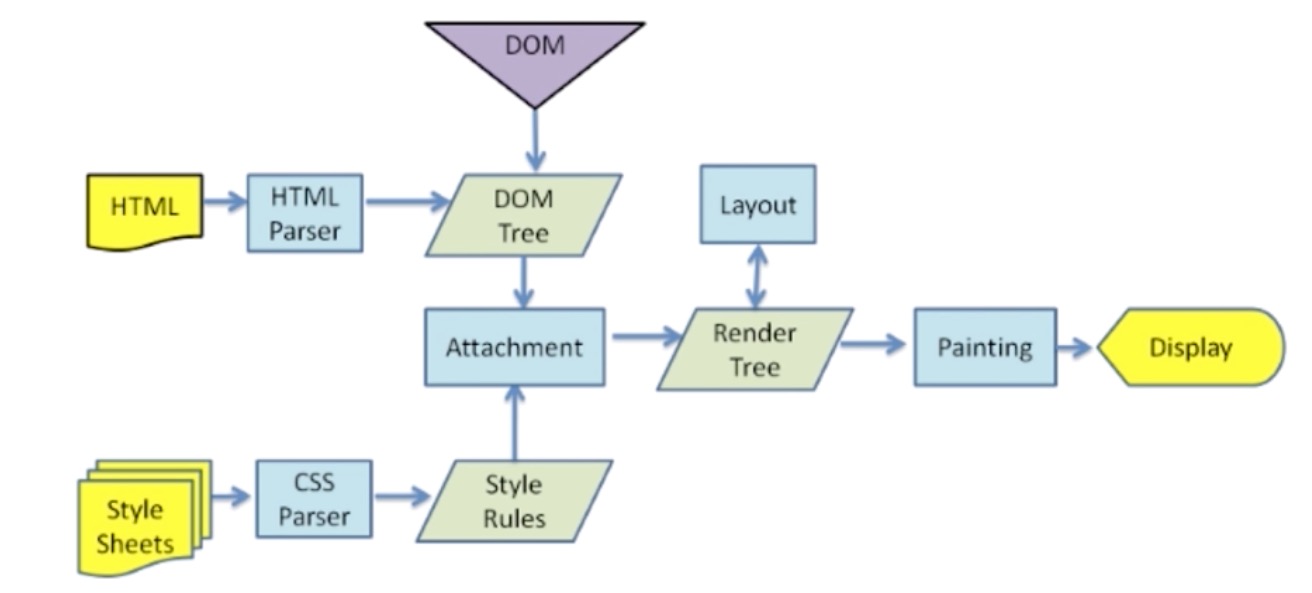 DOM
HTML
HTML
Parser
DOM
Tree
Layout
Attachment
Render
Tree
Painting
Display
Style
Sheets
CSS
Parser
Style
Rules